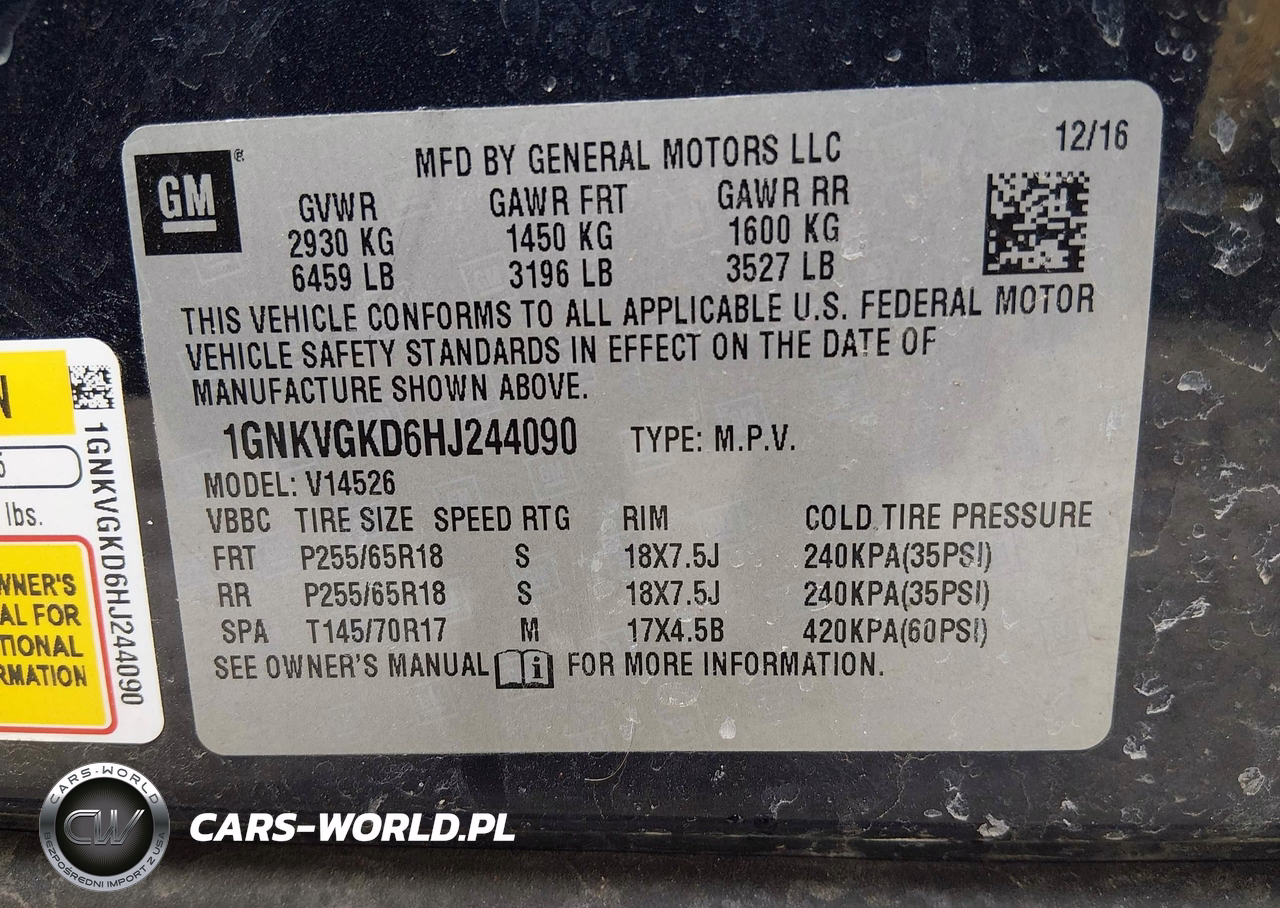 12/16
MFD BY GENERAL MOTORS LLC
GM
®
GVWR GAWR FRT GAWR RR
2930 KG 1450 KG 1600 KG
6459 LB 3196 LB 3527 LB
THIS VEHICLE CONFORMS TO ALL APPLICABLE U.S. FEDERAL MOTOR
VEHICLE SAFETY STANDARDS IN EFFECT ON THE DATE OF
MANUFACTURE SHOWN ABOVE.
1GNKVGKD6HJ244090 TYPE: M.P.V.
MODEL: V14526
VBBC TIRE SIZE SPEED RTG RIM COLD TIRE PRESSURE
FRT P255/65R18 S 18X7.5J 240KPA(35PSI)
RR P255/65R18 S 18X7.5J 240KPA(35PSI)
SPA T145/70R17 M 17X4.5B 420KPA(60PSI)
SEE OWNER'S MANUAL FOR MORE INFORMATION.
lbs.
WNER'S
AL FOR
TIONAL
RMATION
1GNKVGKD6HJ244090
CARS-WORLD
CW
BEZPOŚREDNI IMPORT Z USA
CARS-WORLD.PL